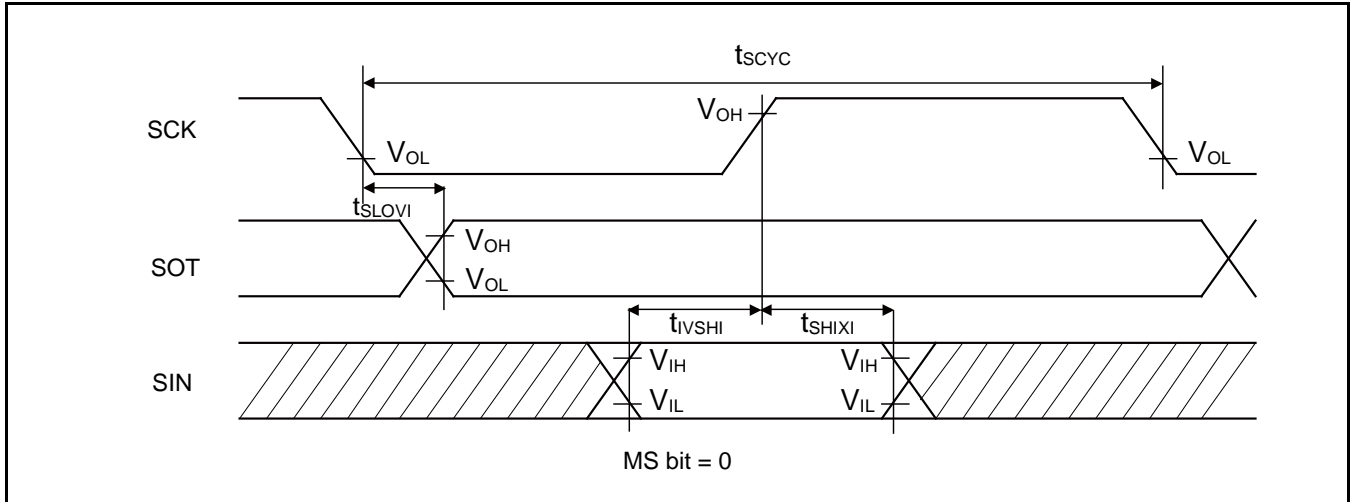 tSCYC
SCK
VOH
VOL
VOL
tSLOVI
SOT
VOH
VOL
tIVSHI
tSHIXI
SIN
VIH
VIH
VIL
VIL
MS bit = 0